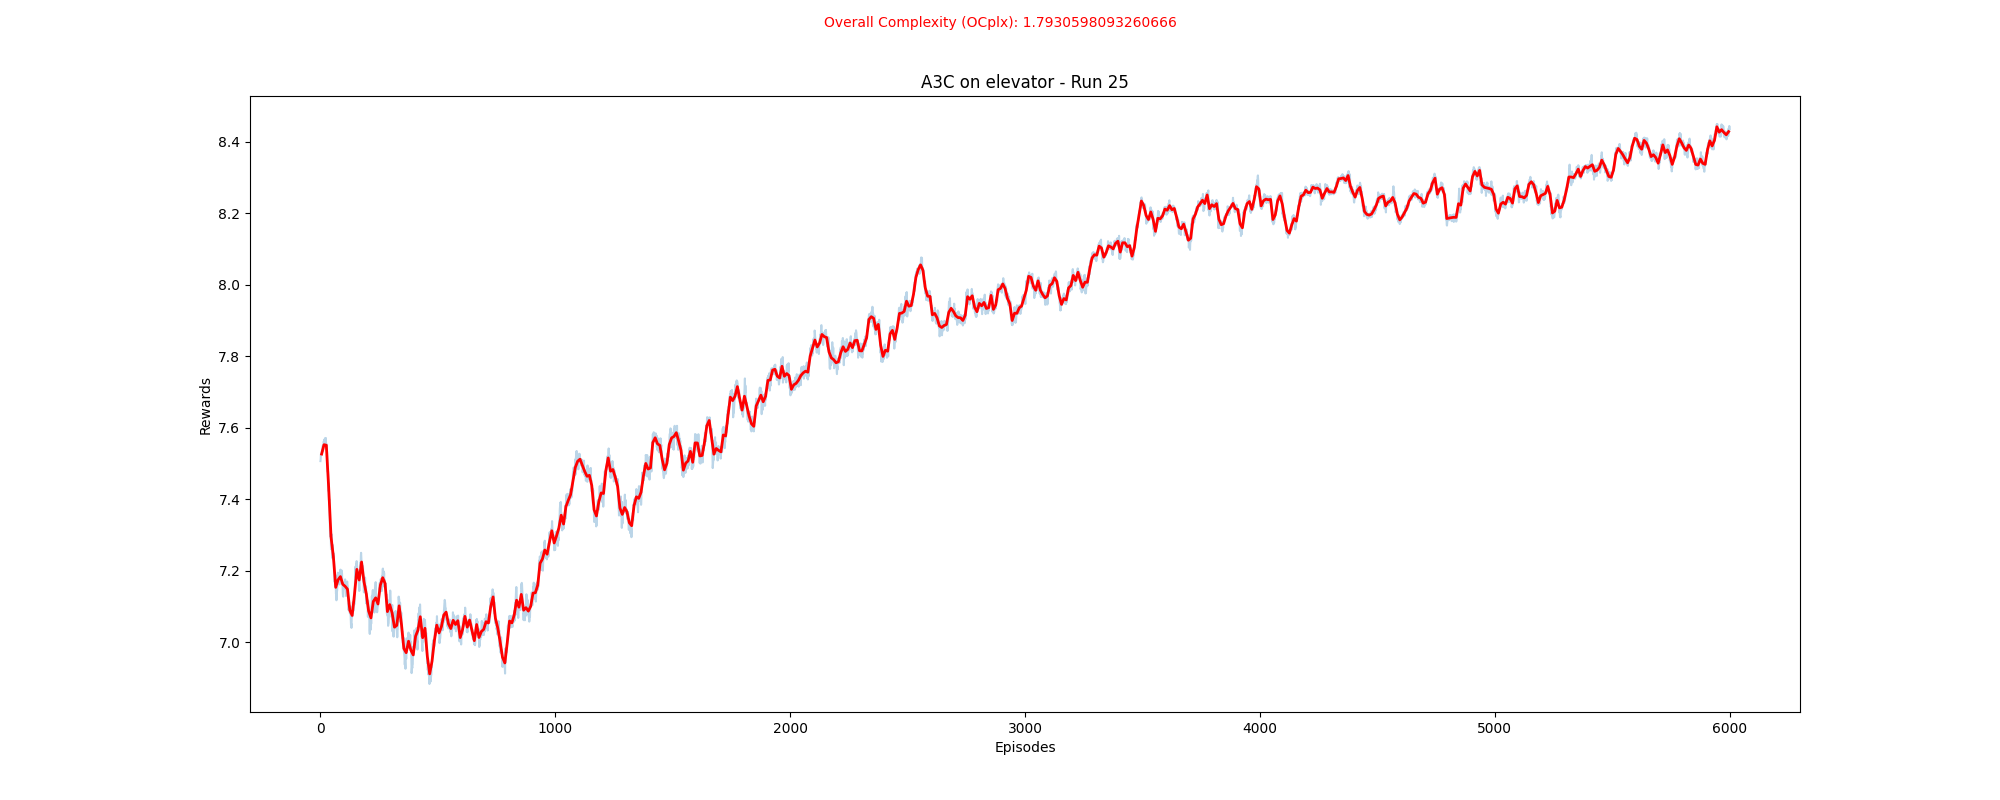 Overall Complexity (OCplx): 1.7930598093260666
A3C on elevator - Run 25
8.4
8.2
8.0
7.8
7.6
7.4
7.2
7.0
Rewards
0 1000 2000 3000 4000 5000 6000
Episodes